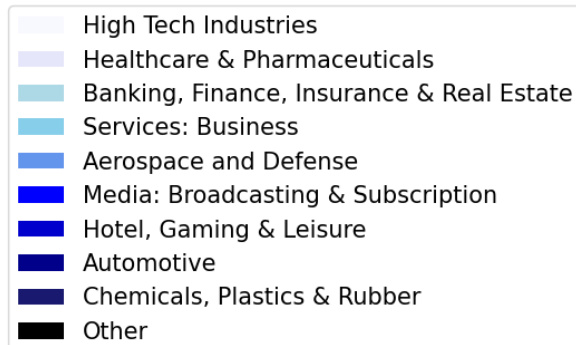 High Tech Industries
Healthcare & Pharmaceuticals
Banking, Finance, Insurance & Real Estate
Services: Business
Aerospace and Defense
Media: Broadcasting & Subscription
Hotel, Gaming & Leisure
Automotive
Chemicals, Plastics & Rubber
Other